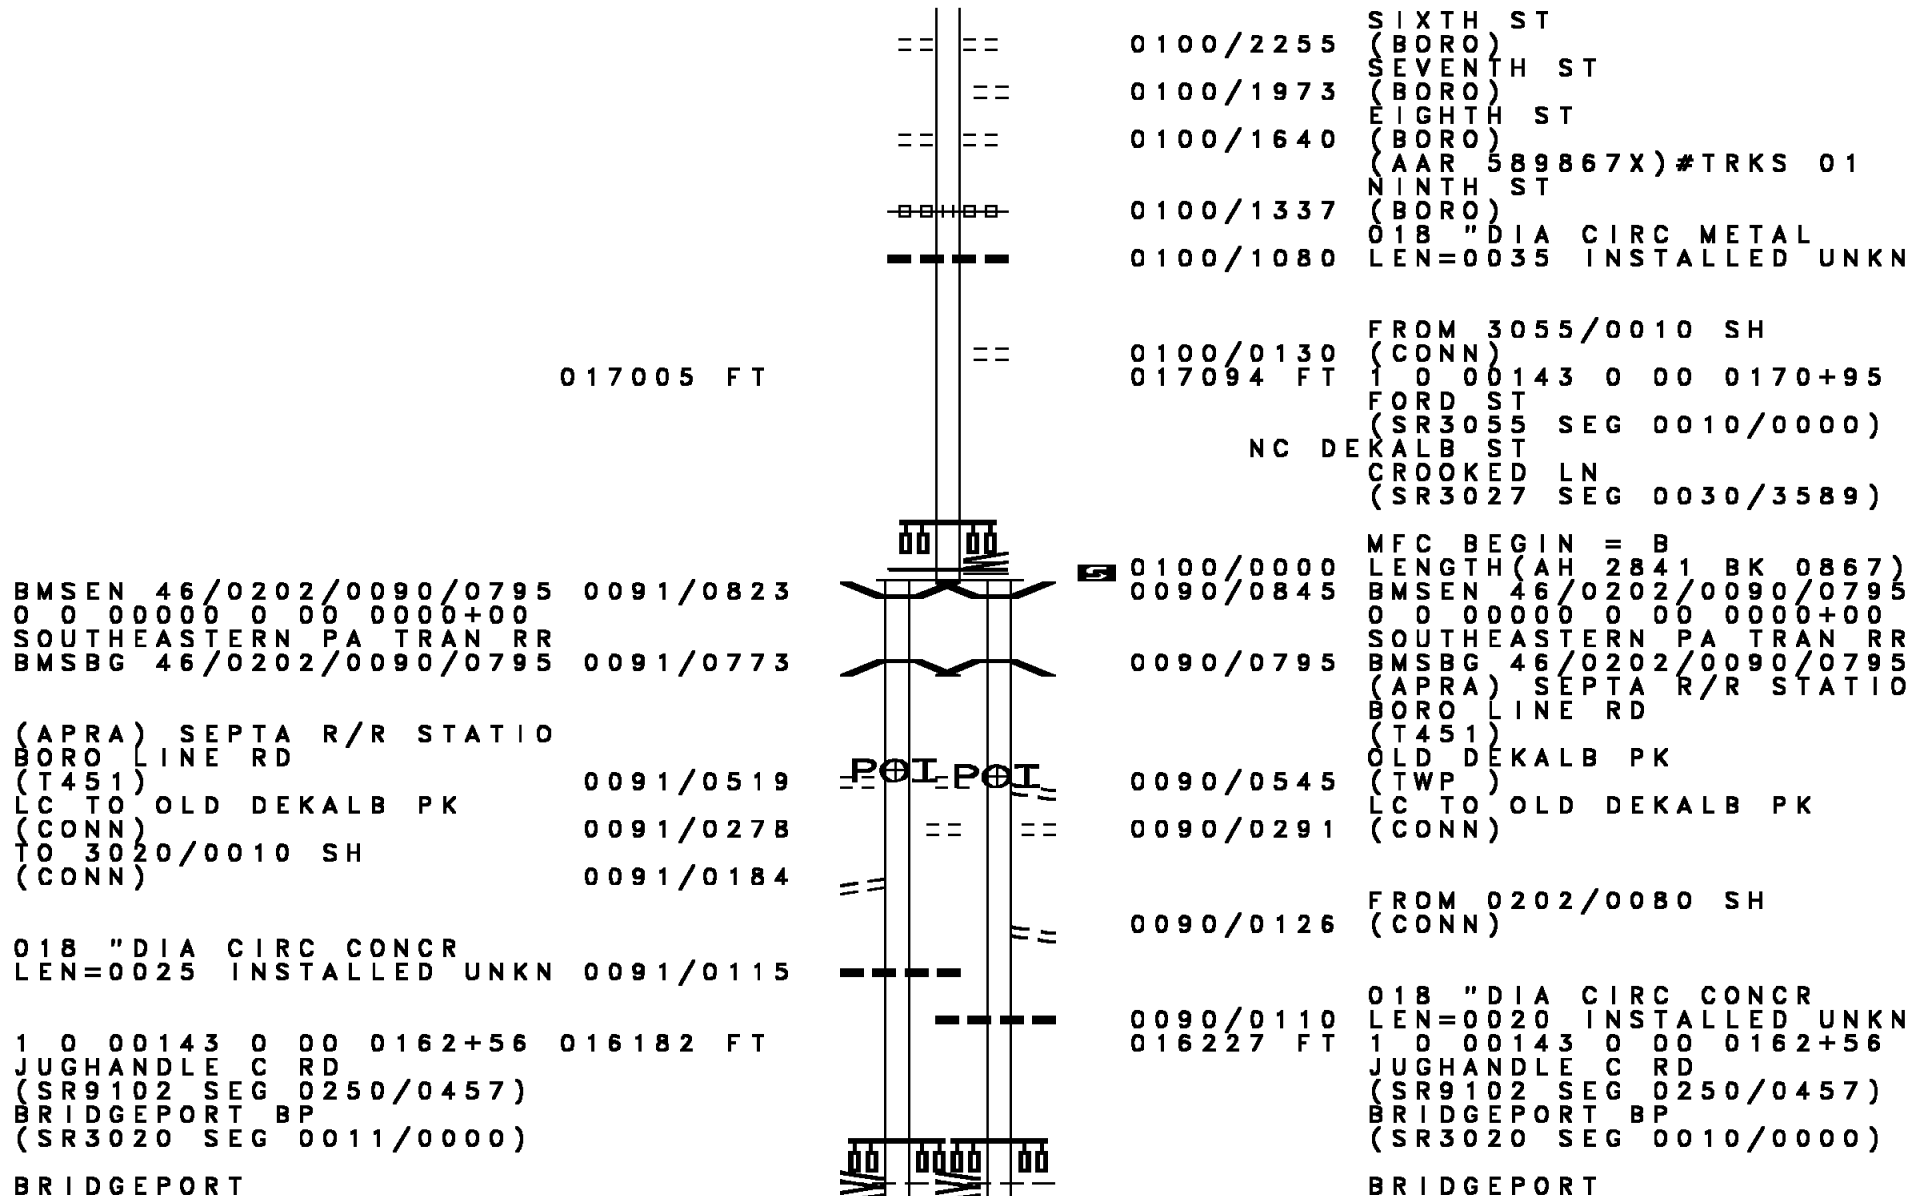 SIXTH ST
0100/2255 (BORO)
SEVENTH ST
0100/1973 (BORO)
EIGHTH ST
0100/1640 (BORO)
(AAR 589867X)#TRKS 01
NINTH ST
0100/1337 (BORO)
018 "DIA CIRC METAL
0100/1080 LEN=0035 INSTALLED UNKN
FROM 3055/0010 SH
0100/0130 (CONN)
017005 FT 017094 FT 1 0 00143 0 00 0170+95
FORD ST
(SR3055 SEG 0010/0000)
NC DEKALB ST
CROOKED LN
(SR3027 SEG 0030/3589)
MFC BEGIN = B
S 0100/0000 LENGTH(AH 2841 BK 0867)
BMSEN 46/0202/0090/0795 0091/0823 0090/0845 BMSEN 46/0202/0090/0795
0 0 00000 0 00 0000+00 0 0 00000 0 00 0000+00
SOUTHEASTERN PA TRAN RR SOUTHEASTERN PA TRAN RR
BMSBG 46/0202/0090/0795 0091/0773 0090/0795 BMSBG 46/0202/0090/0795
(APRA) SEPTA R/R STATIO
BORO LINE RD
(APRA) SEPTA R/R STATIO (T451)
BORO LINE RD OLD DEKALB PK
(T451) 0091/0519 POT POT 0090/0545 (TWP )
LC TO OLD DEKALB PK LC TO OLD DEKALB PK
(CONN) 0091/0278 0090/0291 (CONN)
TO 3020/0010 SH
(CONN) 0091/0184
FROM 0202/0080 SH
0090/0126 (CONN)
018 "DIA CIRC CONCR
LEN=0025 INSTALLED UNKN 0091/0115
018 "DIA CIRC CONCR
0090/0110 LEN=0020 INSTALLED UNKN
1 0 00143 0 00 0162+56 016182 FT 016227 FT 1 0 00143 0 00 0162+56
JUGHANDLE C RD JUGHANDLE C RD
(SR9102 SEG 0250/0457) (SR9102 SEG 0250/0457)
BRIDGEPORT BP BRIDGEPORT BP
(SR3020 SEG 0011/0000) (SR3020 SEG 0010/0000)
BRIDGEPORT BRIDGEPORT